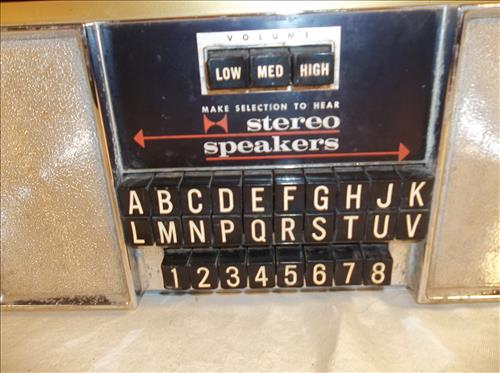 VOLUME
LOW MED HIGH
MAKE SELECTION TO HEAR
stereo
speakers
A B C D E F G H J K
L M N P Q R S T U V
1 2 3 4 5 6 7 8